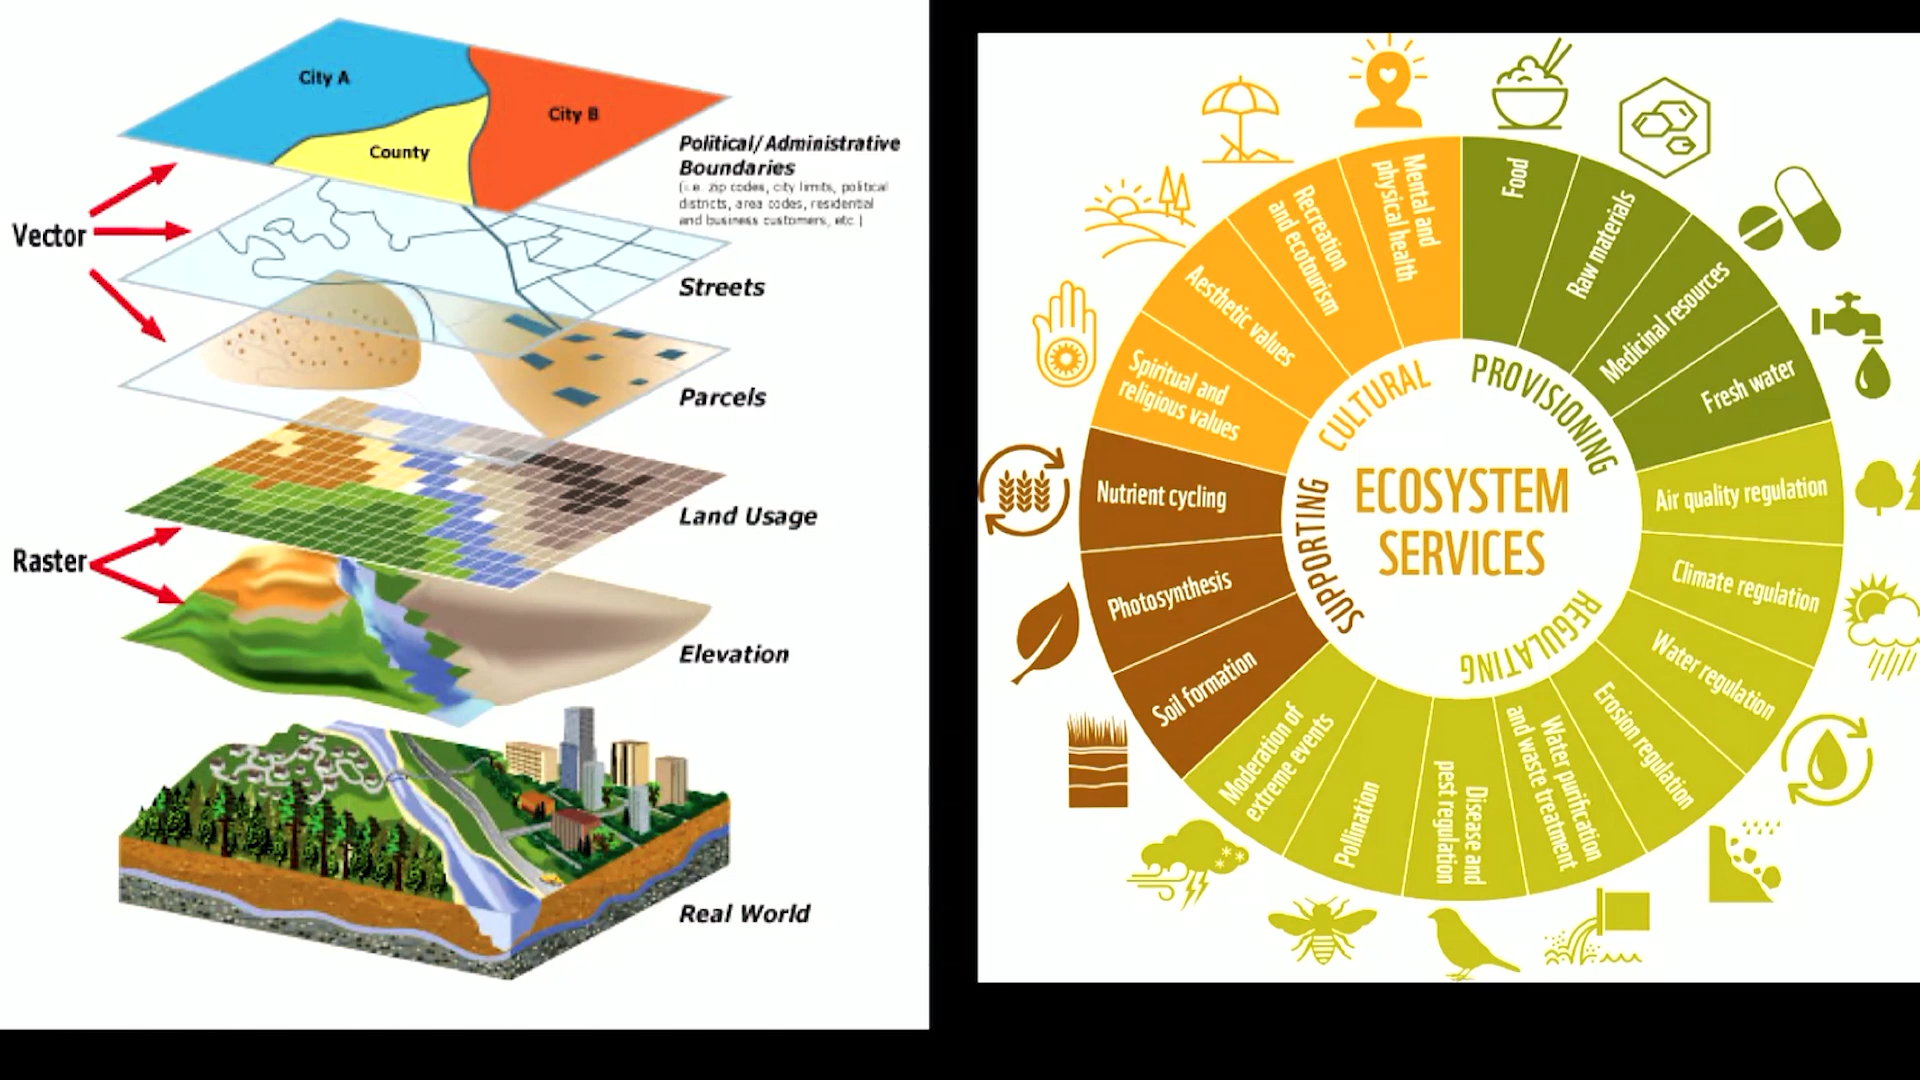 City A
City B
County
Political/Administrative
Boundaries
(i.e. zip codes, city limits, political
districts, area codes, residential
and business customers, etc.)
Vector
Streets
Parcels
Land Usage
Raster
Elevation
Real World
ECOSYSTEM
SERVICES
PROVISIONING
Food
Raw materials
Medicinal resources
Fresh water
REGULATING
Air quality regulation
Climate regulation
Water regulation
Erosion regulation
Water purification
and waste treatment
Disease and
pest regulation
Pollination
Moderation of
extreme events
SUPPORTING
Soil formation
Photosynthesis
Nutrient cycling
CULTURAL
Spiritual and
religious values
Aesthetic values
Recreation
and ecotourism
Mental and
physical health